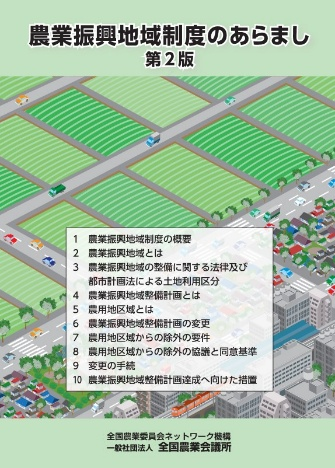 農業振興地域制度のあらまし
第2版
1 農業振興地域制度の概要
2 農業振興地域とは
3 農業振興地域の整備に関する法律及び
都市計画法による土地利用区分
4 農業振興地域整備計画とは
5 農用地区域とは
6 農業振興地域整備計画の変更
7 農用地区域からの除外の要件
8 農用地区域からの除外の協議と同意基準
9 変更の手続
10 農業振興地域整備計画達成へ向けた措置
全国農業委員会ネットワーク機構
一般社団法人 全国農業会議所